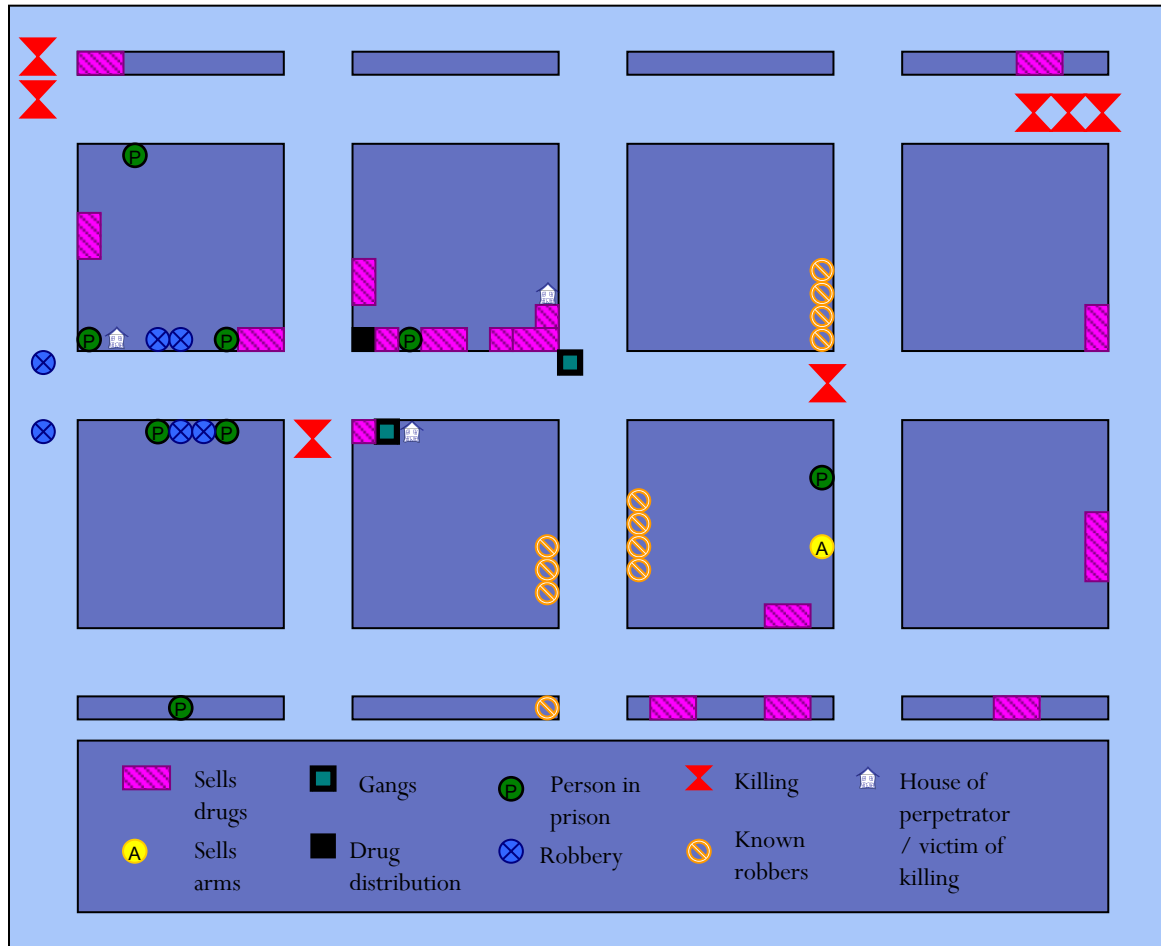 P
P P P
P P
P
A
P
Sells
drugs
Gangs
P
Person in
prison
Killing
House of
perpetrator
/ victim of
killing
A
Sells
arms
Drug
distribution
Robbery
Known
robbers